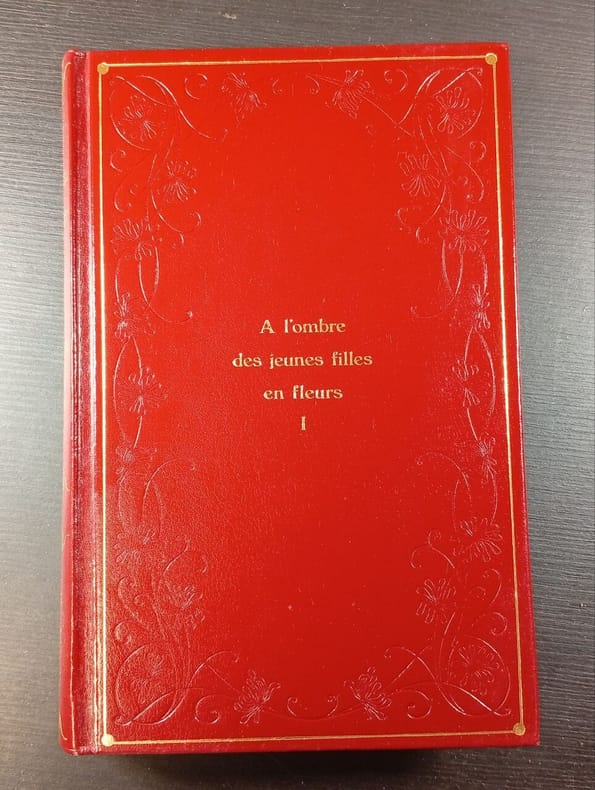 A l'ombre
des jeunes filles
en fleurs
I